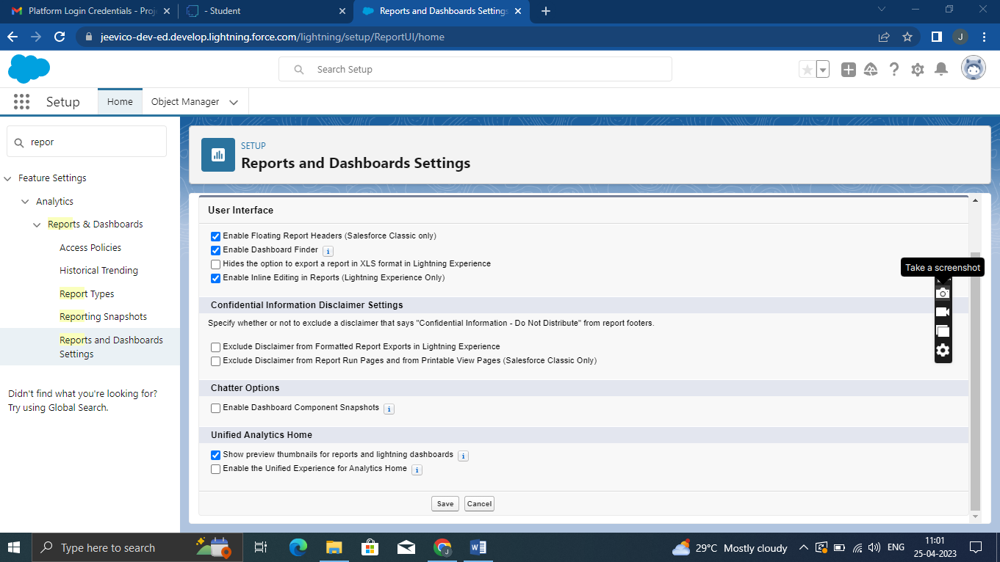 Platform Login Credentials - Proj
- Student
Reports and Dashboards Settings
jeevico-dev-ed.develop.lightning.force.com/lightning/setup/ReportUI/home
J
Search Setup
Setup
Home
Object Manager
repor
Feature Settings
Analytics
Reports & Dashboards
Access Policies
Historical Trending
Report Types
Reporting Snapshots
Reports and Dashboards
Settings
Didn't find what you're looking for?
Try using Global Search.
SETUP
Reports and Dashboards Settings
User Interface
Enable Floating Report Headers (Salesforce Classic only)
Enable Dashboard Finder i
Hides the option to export a report in XLS format in Lightning Experience
Enable Inline Editing in Reports (Lightning Experience Only)
Take a screenshot
Confidential Information Disclaimer Settings
Specify whether or not to exclude a disclaimer that says "Confidential Information - Do Not Distribute" from report footers.
Exclude Disclaimer from Formatted Report Exports in Lightning Experience
Exclude Disclaimer from Report Run Pages and from Printable View Pages (Salesforce Classic Only)
Chatter Options
Enable Dashboard Component Snapshots i
Unified Analytics Home
Show preview thumbnails for reports and lightning dashboards i
Enable the Unified Experience for Analytics Home i
Save
Cancel
Type here to search
29°C Mostly cloudy
ENG
11:01
25-04-2023